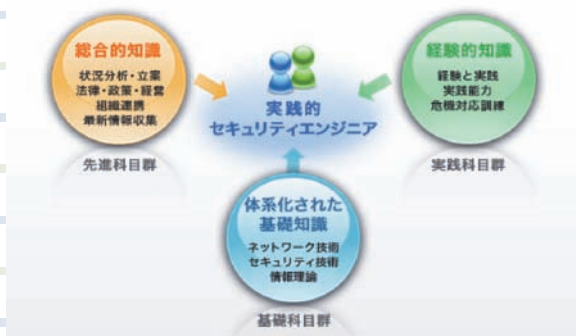 総合的知識
状況分析・立案
法律・政策・経営
組織連携
最新情報収集
先進科目群
実践的
セキュリティエンジニア
経験的知識
経験と実践
実践能力
危機対応訓練
実践科目群
体系化された
基礎知識
ネットワーク技術
セキュリティ技術
情報理論
基礎科目群